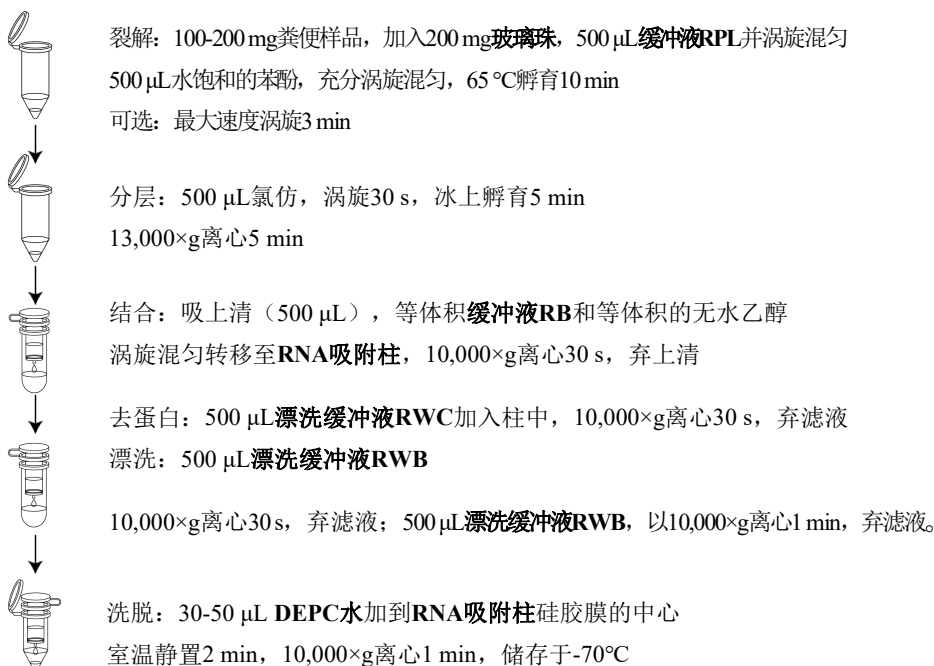 裂解：100-200 mg粪便样品，加入200 mg玻璃珠，500 μL缓冲液RPL并涡旋混匀
500 μL水饱和的苯酚，充分涡旋混匀，65 °C孵育10 min
可选：最大速度涡旋3 min
分层：500 μL氯仿，涡旋30 s，冰上孵育5 min
13,000×g离心5 min
结合：吸上清（500 μL），等体积缓冲液RB和等体积的无水乙醇
涡旋混匀转移至RNA吸附柱，10,000×g离心30 s，弃上清
去蛋白：500 μL漂洗缓冲液RWC加入柱中，10,000×g离心30 s，弃滤液
漂洗：500 μL漂洗缓冲液RWB
10,000×g离心30 s，弃滤液；500 μL漂洗缓冲液RWB，以10,000×g离心1 min，弃滤液。
洗脱：30-50 μL DEPC水加到RNA吸附柱硅胶膜的中心
室温静置2 min，10,000×g离心1 min，储存于-70°C